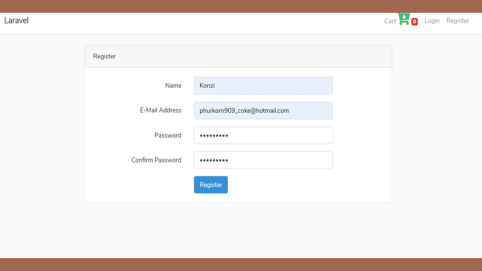 Laravel
Cart 0 Login Register
Register
Name Konzi
E-Mail Address phurkorn909_coke@hotmail.com
Password •••••••••
Confirm Password •••••••••
Register